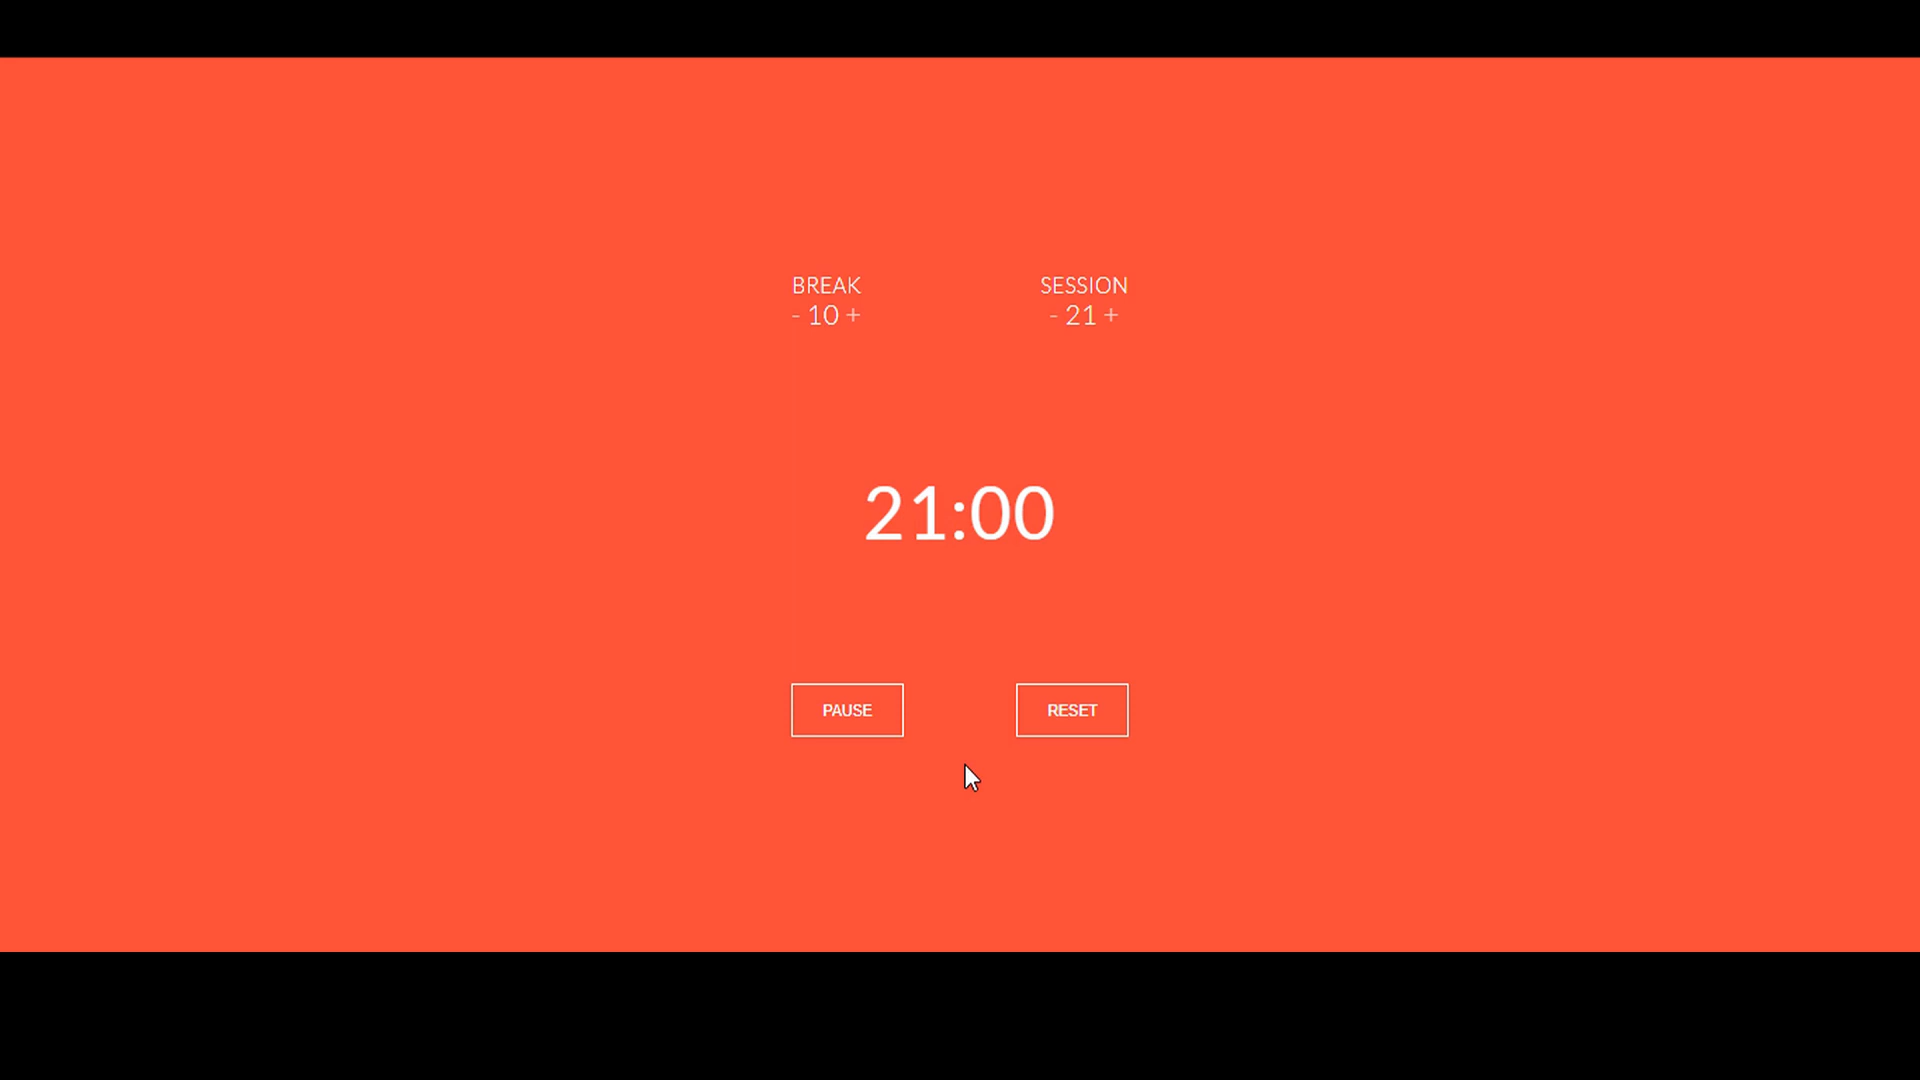 BREAK SESSION
- 10 + - 21 +
21:00
PAUSE RESET